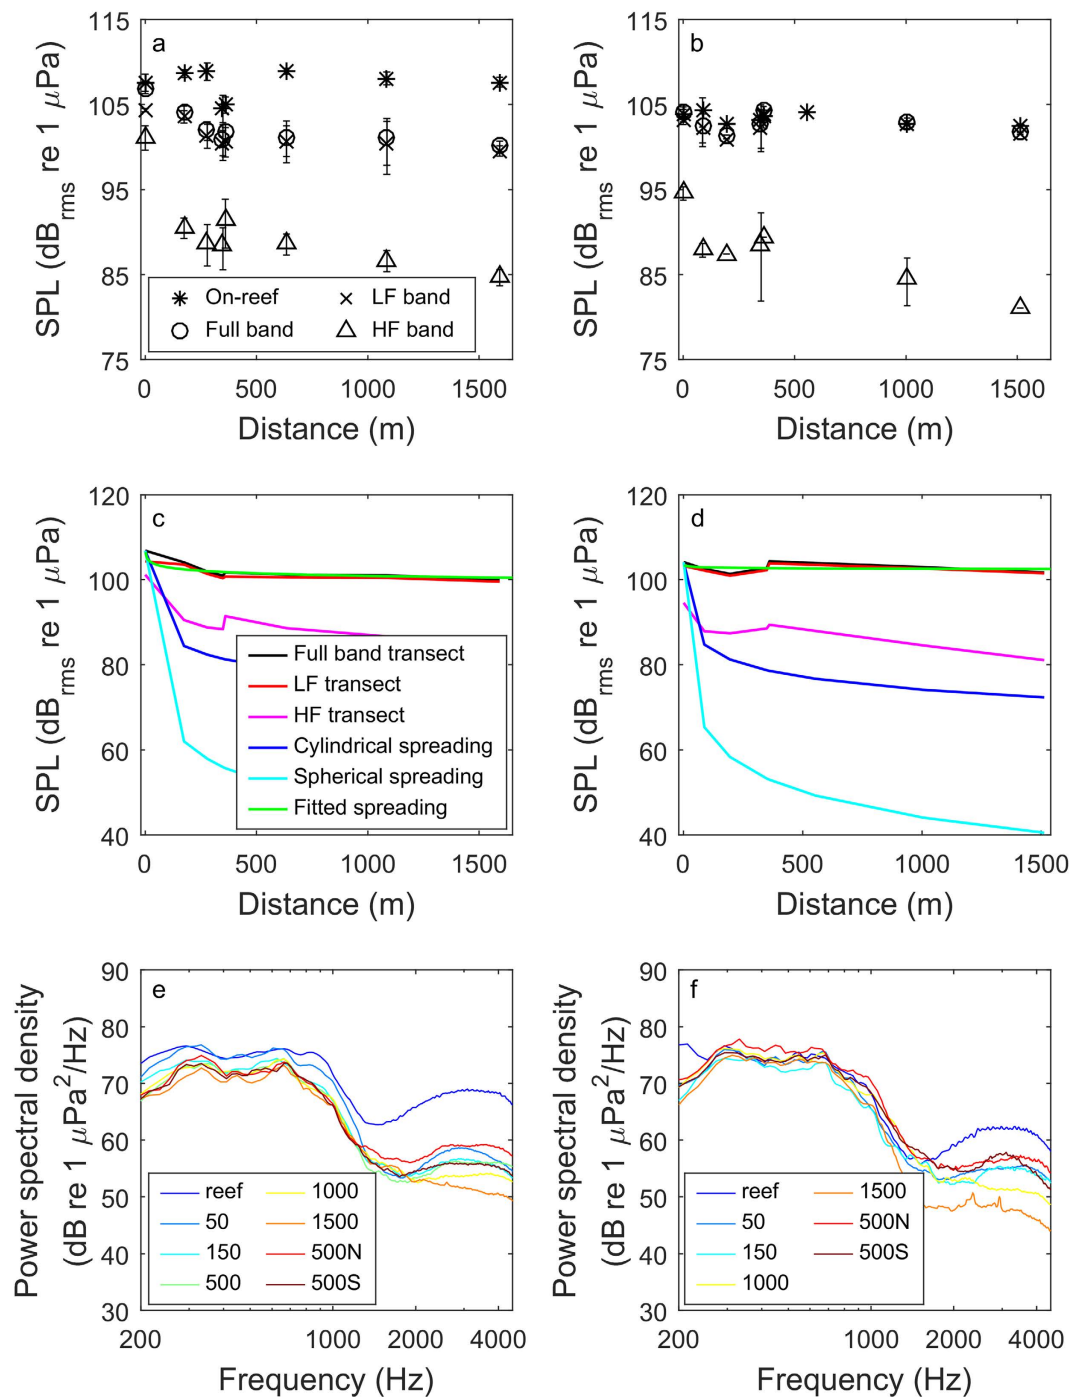 a
115
105
95
85
75
SPL (dB_rms re 1 μPa)
On-reef
LF band
Full band
HF band
0
500
1000
1500
Distance (m)
b
115
105
95
85
75
SPL (dB_rms re 1 μPa)
0
500
1000
1500
Distance (m)
c
120
100
80
60
40
SPL (dB_rms re 1 μPa)
Full band transect
LF transect
HF transect
Cylindrical spreading
Spherical spreading
Fitted spreading
0
500
1000
1500
Distance (m)
d
120
100
80
60
40
SPL (dB_rms re 1 μPa)
0
500
1000
1500
Distance (m)
e
90
80
70
60
50
40
30
Power spectral density
(dB re 1 μPa²/Hz)
reef
1000
50
1500
150
500N
500
500S
200
1000
2000
4000
Frequency (Hz)
f
90
80
70
60
50
40
30
Power spectral density
(dB re 1 μPa²/Hz)
reef
1500
50
500N
150
500S
1000
200
1000
2000
4000
Frequency (Hz)